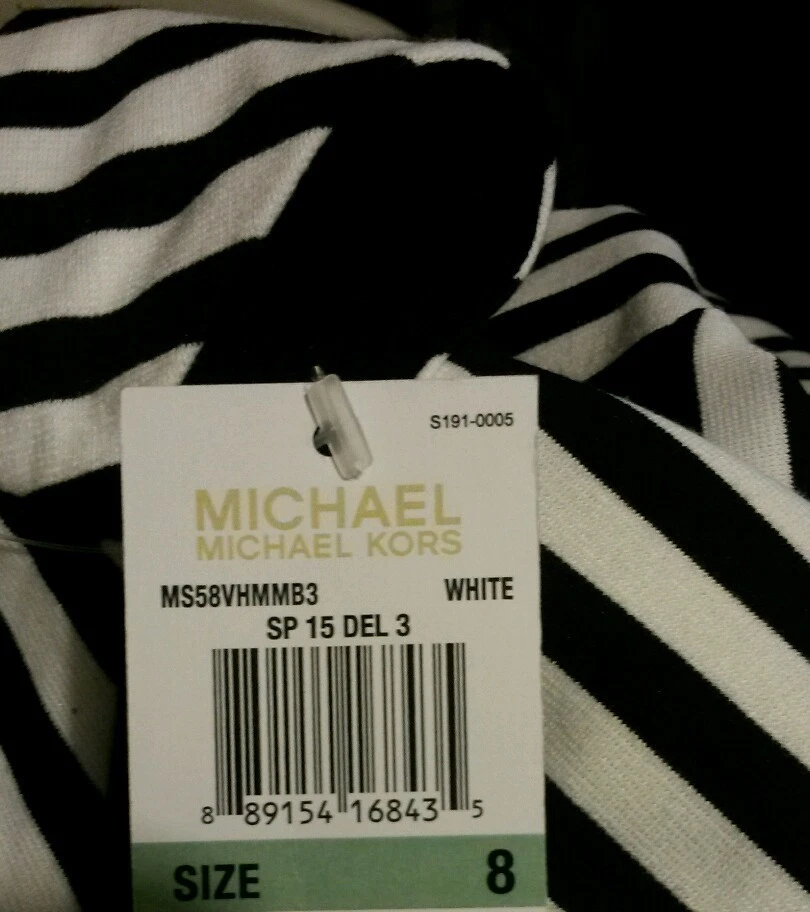 S191-0005
MICHAEL
MICHAEL KORS
MS58VHMMB3 WHITE
SP 15 DEL 3
8 89154 16843 5
SIZE 8